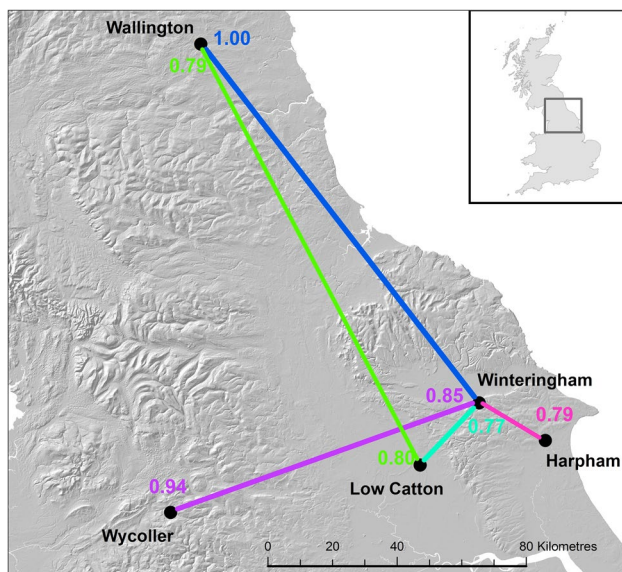 Wallington
1.00
0.79
Winteringham
0.85
0.79
0.77
Harpham
0.80
Low Catton
0.94
Wycoller
0 20 40 80 Kilometres